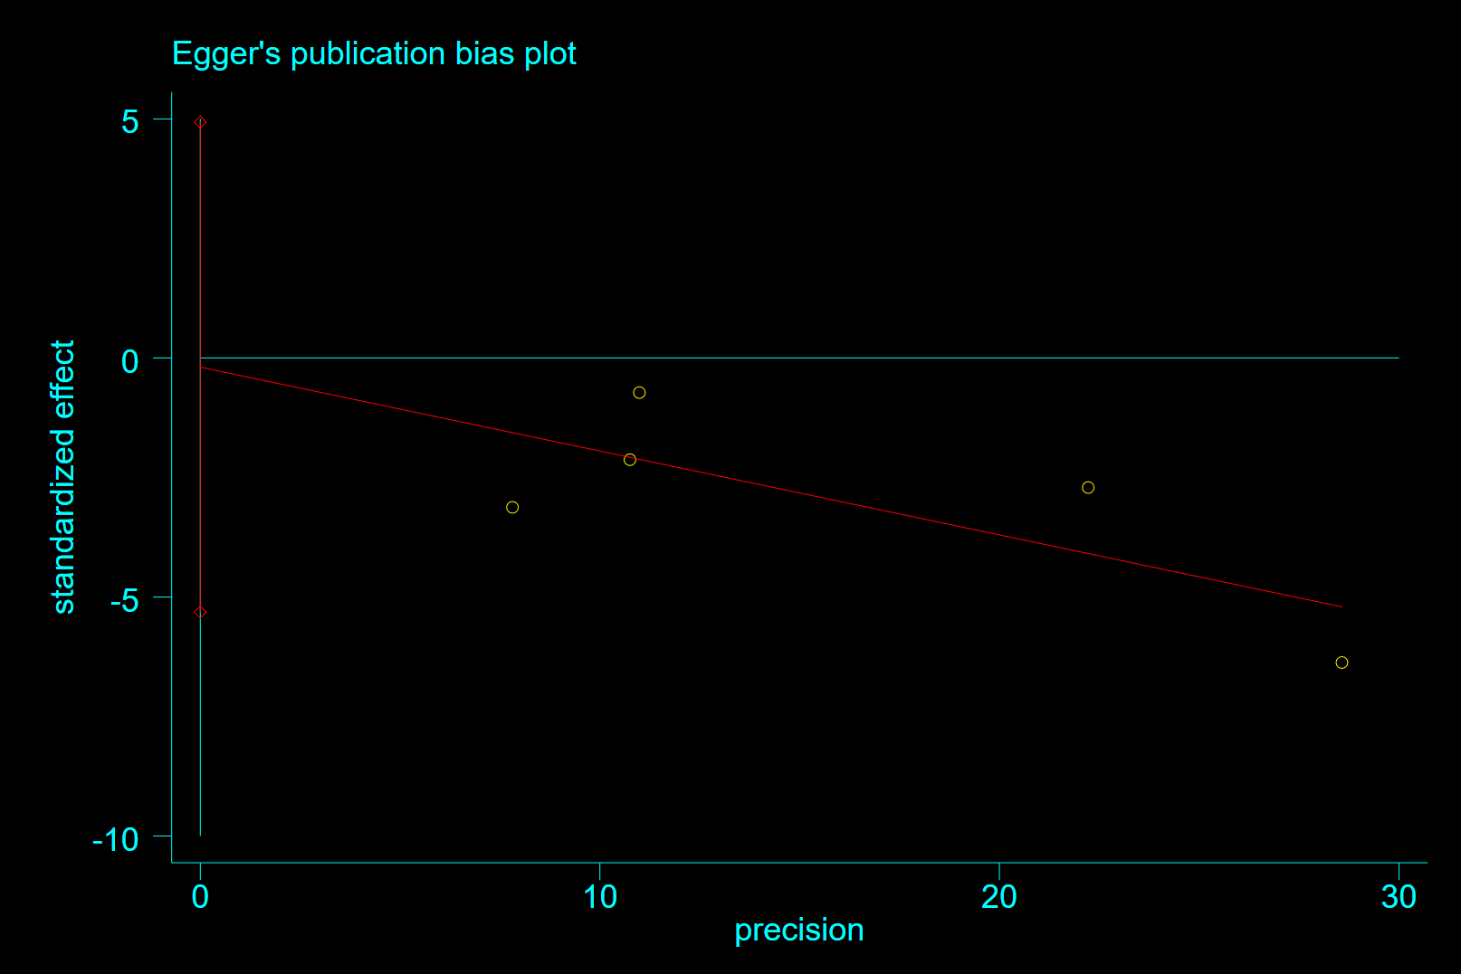 Egger's publication bias plot
standardized effect
5
0
-5
-10
0 10 20 30
precision